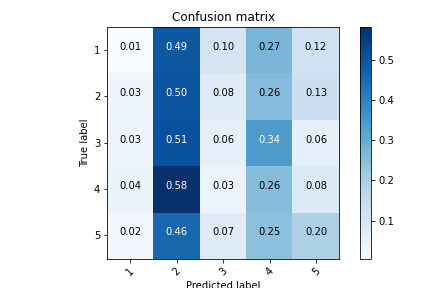 Confusion matrix
1 0.01 0.49 0.10 0.27 0.12
2 0.03 0.50 0.08 0.26 0.13
3 0.03 0.51 0.06 0.34 0.06
4 0.04 0.58 0.03 0.26 0.08
5 0.02 0.46 0.07 0.25 0.20
True label
1 2 3 4 5
Predicted label
0.5
0.4
0.3
0.2
0.1